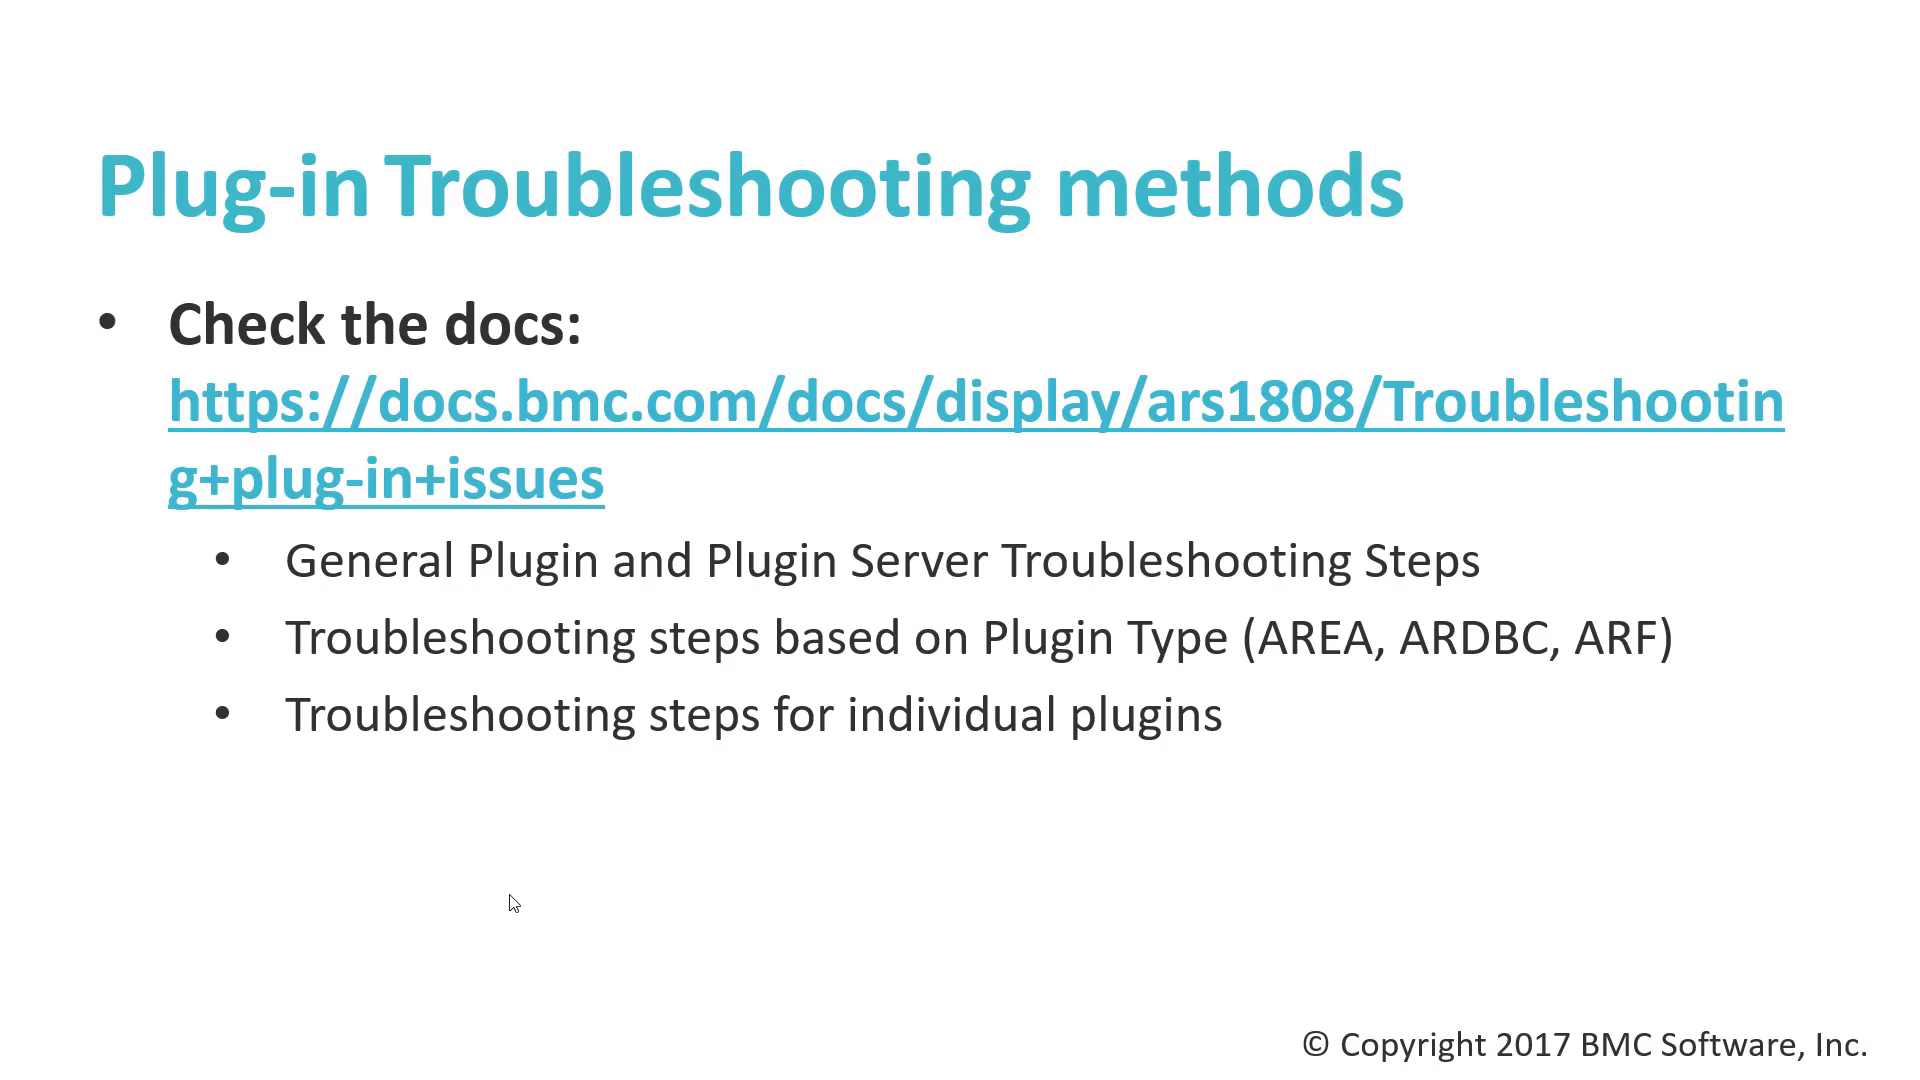 Plug-in Troubleshooting methods
• Check the docs:
https://docs.bmc.com/docs/display/ars1808/Troubleshootin
g+plug-in+issues
• General Plugin and Plugin Server Troubleshooting Steps
• Troubleshooting steps based on Plugin Type (AREA, ARDBC, ARF)
• Troubleshooting steps for individual plugins
© Copyright 2017 BMC Software, Inc.